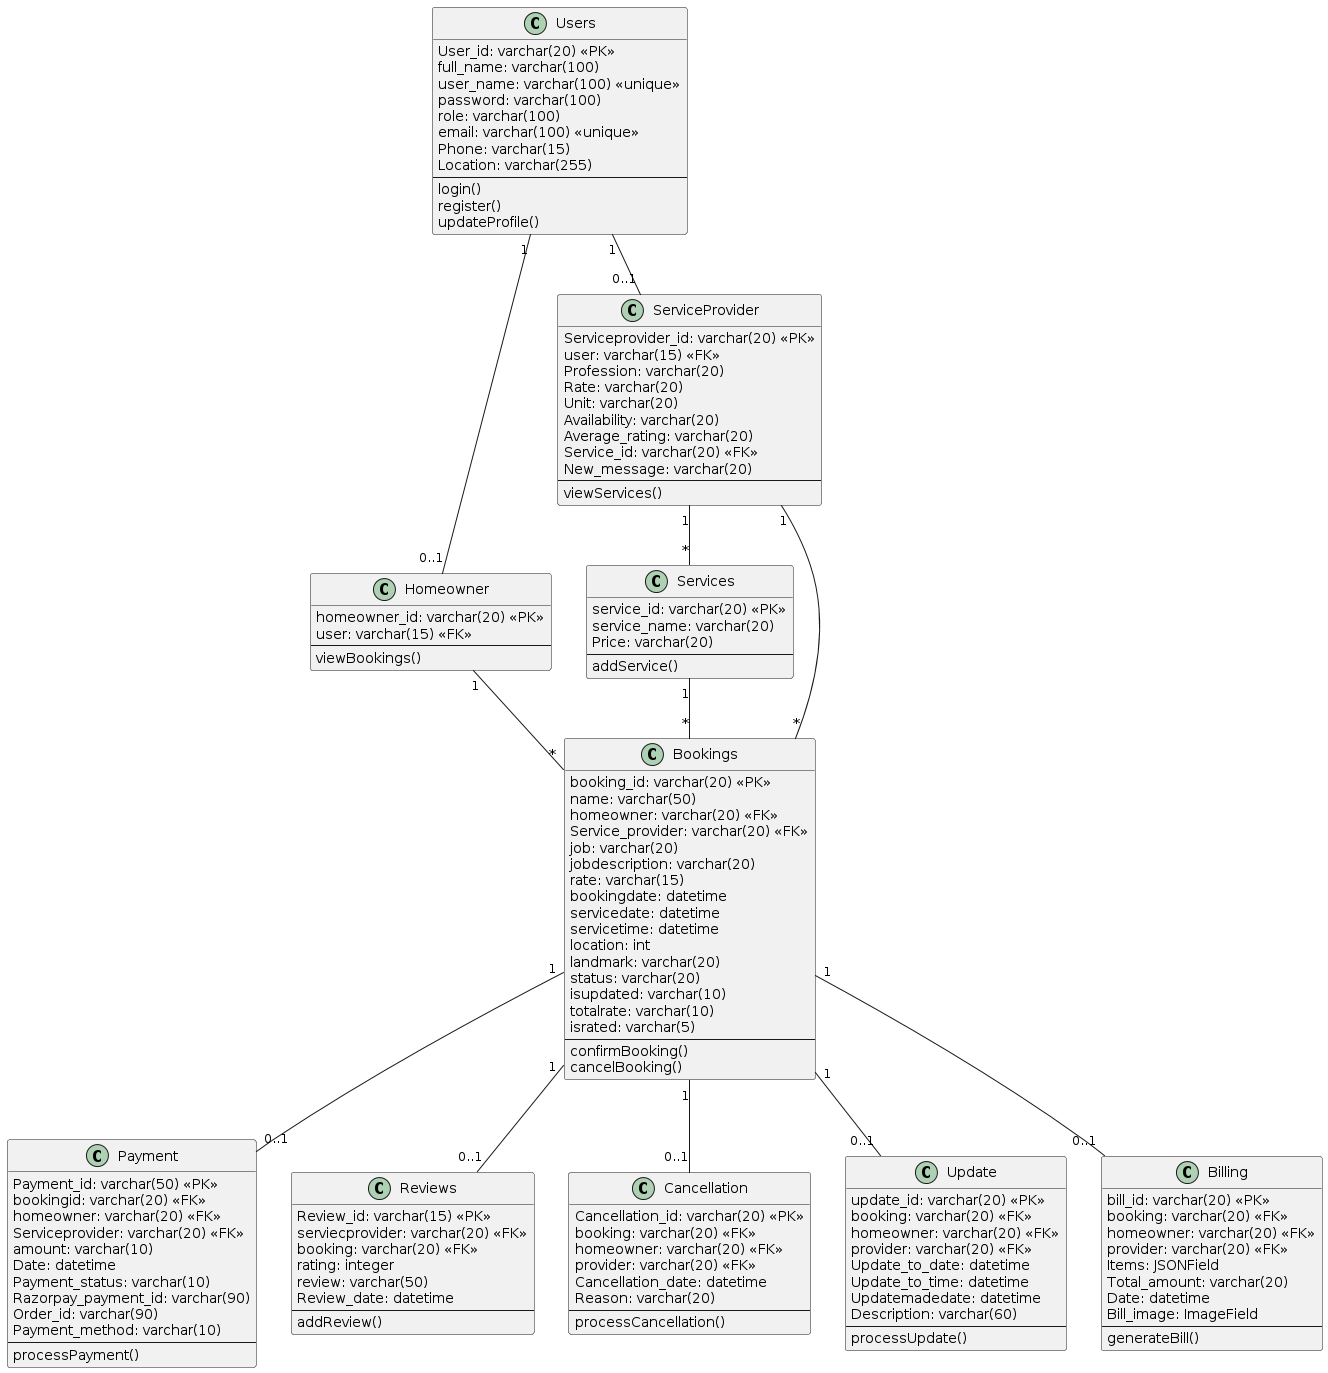 C Users
User_id: varchar(20) «PK»
full_name: varchar(100)
user_name: varchar(100) «unique»
password: varchar(100)
role: varchar(100)
email: varchar(100) «unique»
Phone: varchar(15)
Location: varchar(255)
login()
register()
updateProfile()
1
1
0..1
C ServiceProvider
Serviceprovider_id: varchar(20) «PK»
user: varchar(15) «FK»
Profession: varchar(20)
Rate: varchar(20)
Unit: varchar(20)
Availability: varchar(20)
Average_rating: varchar(20)
Service_id: varchar(20) «FK»
New_message: varchar(20)
viewServices()
1
1
*
0..1
C Homeowner
homeowner_id: varchar(20) «PK»
user: varchar(15) «FK»
viewBookings()
1
C Services
service_id: varchar(20) «PK»
service_name: varchar(20)
Price: varchar(20)
addService()
1
*
*
*
C Bookings
booking_id: varchar(20) «PK»
name: varchar(50)
homeowner: varchar(20) «FK»
Service_provider: varchar(20) «FK»
job: varchar(20)
jobdescription: varchar(20)
rate: varchar(15)
bookingdate: datetime
servicedate: datetime
servicetime: datetime
location: int
landmark: varchar(20)
status: varchar(20)
isupdated: varchar(10)
totalrate: varchar(10)
israted: varchar(5)
confirmBooking()
cancelBooking()
1
1
1
1
1
0..1
0..1
0..1
0..1
0..1
C Payment
Payment_id: varchar(50) «PK»
bookingid: varchar(20) «FK»
homeowner: varchar(20) «FK»
Serviceprovider: varchar(20) «FK»
amount: varchar(10)
Date: datetime
Payment_status: varchar(10)
Razorpay_payment_id: varchar(90)
Order_id: varchar(90)
Payment_method: varchar(10)
processPayment()
C Reviews
Review_id: varchar(15) «PK»
serviecprovider: varchar(20) «FK»
booking: varchar(20) «FK»
rating: integer
review: varchar(50)
Review_date: datetime
addReview()
C Cancellation
Cancellation_id: varchar(20) «PK»
booking: varchar(20) «FK»
homeowner: varchar(20) «FK»
provider: varchar(20) «FK»
Cancellation_date: datetime
Reason: varchar(20)
processCancellation()
C Update
update_id: varchar(20) «PK»
booking: varchar(20) «FK»
homeowner: varchar(20) «FK»
provider: varchar(20) «FK»
Update_to_date: datetime
Update_to_time: datetime
Updatemadedate: datetime
Description: varchar(60)
processUpdate()
C Billing
bill_id: varchar(20) «PK»
booking: varchar(20) «FK»
homeowner: varchar(20) «FK»
provider: varchar(20) «FK»
Items: JSONField
Total_amount: varchar(20)
Date: datetime
Bill_image: ImageField
generateBill()